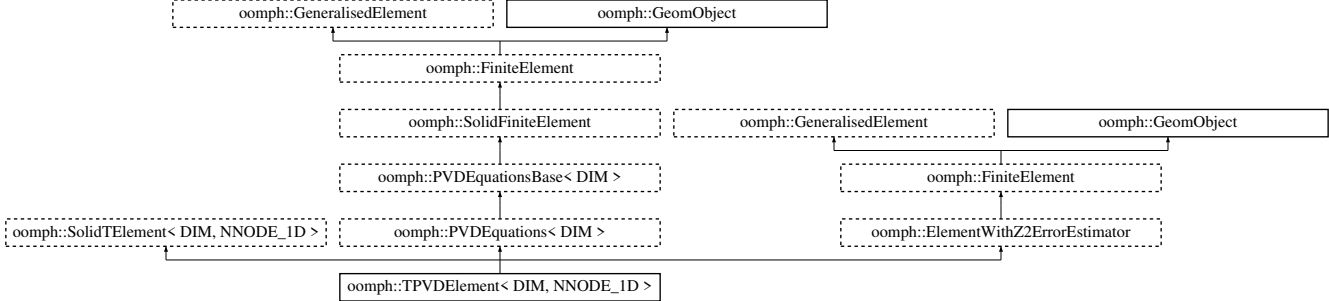 oomph::GeneralisedElement
oomph::GeomObject
oomph::FiniteElement
oomph::SolidFiniteElement
oomph::GeneralisedElement
oomph::GeomObject
oomph::PVDEquationsBase< DIM >
oomph::FiniteElement
oomph::SolidTElement< DIM, NNODE_1D >
oomph::PVDEquations< DIM >
oomph::ElementWithZ2ErrorEstimator
oomph::TPVDElement< DIM, NNODE_1D >